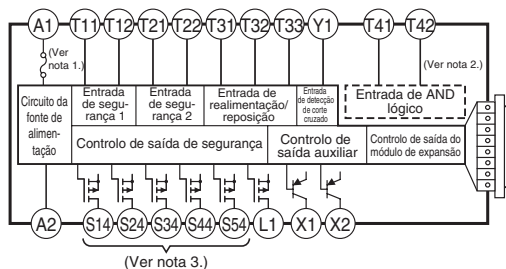 A1 T11 T12 T21 T22 T31 T32 T33 Y1 T41 T42
(Ver
nota 1.)
(Ver nota 2.)
Circuito da
fonte de
alimen-
tação
Entrada
de segu-
rança 1
Entrada
de segu-
rança 2
Entrada de
realimentação/
reposição
Entrada
de detecção
de corte
cruzado
Entrada de AND
lógico
Controlo de saída de segurança
Controlo de
saída auxiliar
Controlo de saída do
módulo de expansão
A2 S14 S24 S34 S44 S54 L1 X1 X2
(Ver nota 3.)